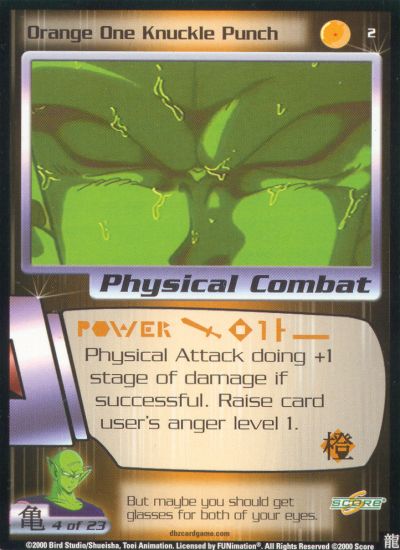 Orange One Knuckle Punch 2
Physical Combat
POWER
Physical Attack doing +1
stage of damage if
successful. Raise card
user's anger level 1.
橙
亀 4 of 23
But maybe you should get
glasses for both of your eyes.
SCORE
dbzcardgame.com
龍
©2000 Bird Studio/Shueisha, Toei Animation. Licensed by FUNimation®. All Rights Reserved ©2000 Score